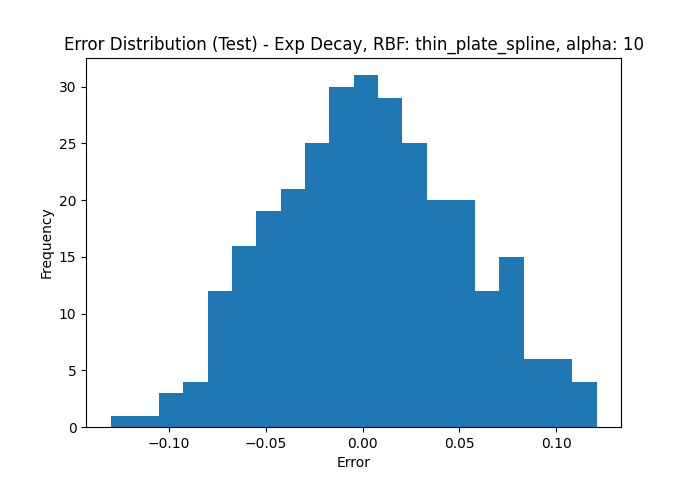 Error Distribution (Test) - Exp Decay, RBF: thin_plate_spline, alpha: 10
30
25
20
15
10
5
0
Frequency
−0.10 −0.05 0.00 0.05 0.10
Error